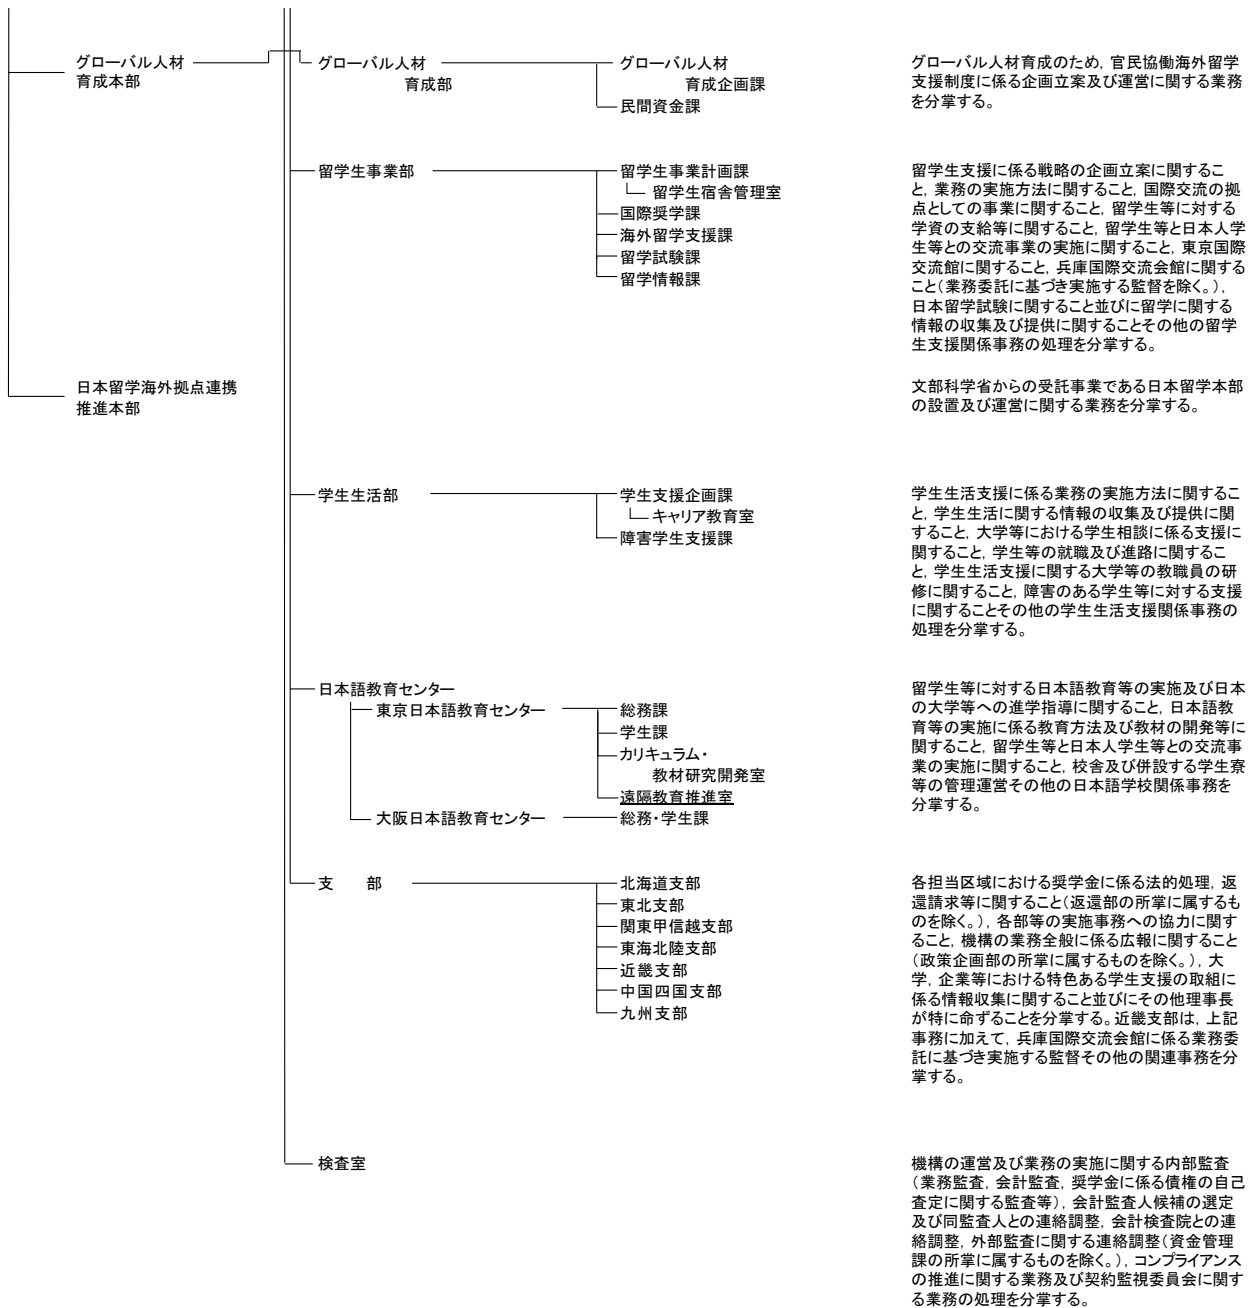 グローバル人材
育成本部
グローバル人材
育成部
グローバル人材
育成企画課
民間資金課
グローバル人材育成のため，官民協働海外留学
支援制度に係る企画立案及び運営に関する業務
を分掌する。
留学生事業部
留学生事業計画課
留学生宿舎管理室
国際奨学課
海外留学支援課
留学試験課
留学情報課
留学生支援に係る戦略の企画立案に関するこ
と，業務の実施方法に関すること，国際交流の拠
点としての事業に関すること，留学生等に対する
学資の支給等に関すること，留学生等と日本人学
生等との交流事業の実施に関すること，東京国際
交流館に関すること，兵庫国際交流会館に関する
こと（業務委託に基づき実施する監督を除く。），
日本留学試験に関すること並びに留学に関する
情報の収集及び提供に関することその他の留学
生支援関係事務の処理を分掌する。
日本留学海外拠点連携
推進本部
文部科学省からの受託事業である日本留学本部
の設置及び運営に関する業務を分掌する。
学生生活部
学生支援企画課
キャリア教育室
障害学生支援課
学生生活支援に係る業務の実施方法に関するこ
と，学生生活に関する情報の収集及び提供に関
すること，大学等における学生相談に係る支援に
関すること，学生等の就職及び進路に関するこ
と，学生生活支援に関する大学等の教職員の研
修に関すること，障害のある学生等に対する支援
に関することその他の学生生活支援関係事務の
処理を分掌する。
日本語教育センター
東京日本語教育センター
総務課
学生課
カリキュラム・
教材研究開発室
遠隔教育推進室
大阪日本語教育センター
総務・学生課
留学生等に対する日本語教育等の実施及び日本
の大学等への進学指導に関すること，日本語教
育等の実施に係る教育方法及び教材の開発等に
関すること，留学生等と日本人学生等との交流事
業の実施に関すること，校舎及び併設する学生寮
等の管理運営その他の日本語学校関係事務を
分掌する。
支　　部
北海道支部
東北支部
関東甲信越支部
東海北陸支部
近畿支部
中国四国支部
九州支部
各担当区域における奨学金に係る法的処理，返
還請求等に関すること（返還部の所掌に属するも
のを除く。），各部等の実施事務への協力に関す
ること，機構の業務全般に係る広報に関すること
（政策企画部の所掌に属するものを除く。），大
学，企業等における特色ある学生支援の取組に
係る情報収集に関すること並びにその他理事長
が特に命ずることを分掌する。近畿支部は，上記
事務に加えて，兵庫国際交流会館に係る業務委
託に基づき実施する監督その他の関連事務を分
掌する。
検査室
機構の運営及び業務の実施に関する内部監査
（業務監査，会計監査，奨学金に係る債権の自己
査定に関する監査等），会計監査人候補の選定
及び同監査人との連絡調整，会計検査院との連
絡調整，外部監査に関する連絡調整（資金管理
課の所掌に属するものを除く。），コンプライアンス
の推進に関する業務及び契約監視委員会に関す
る業務の処理を分掌する。